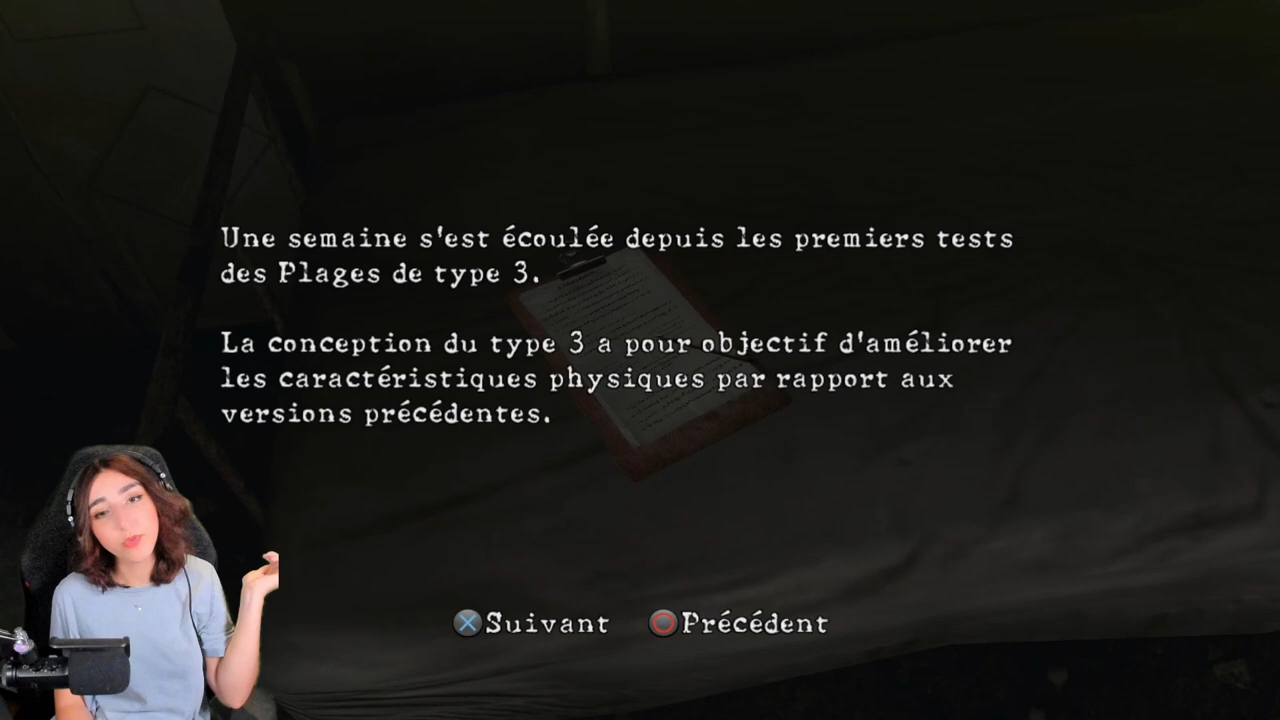 Une semaine s'est écoulée depuis les premiers tests
des Plages de type 3.
La conception du type 3 a pour objectif d'améliorer
les caractéristiques physiques par rapport aux
versions précédentes.
Suivant Précédent